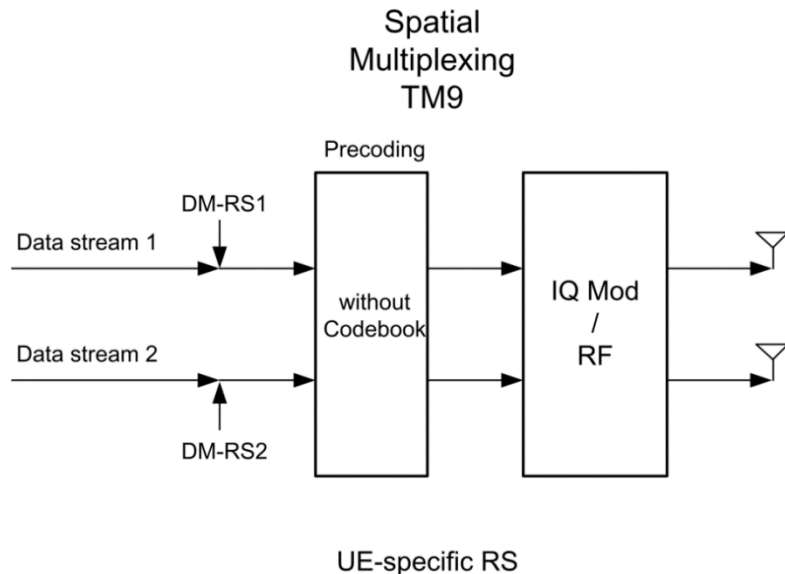 Spatial
Multiplexing
TM9
Precoding
DM-RS1
Data stream 1
without
Codebook
IQ Mod
/
RF
Data stream 2
DM-RS2
UE-specific RS